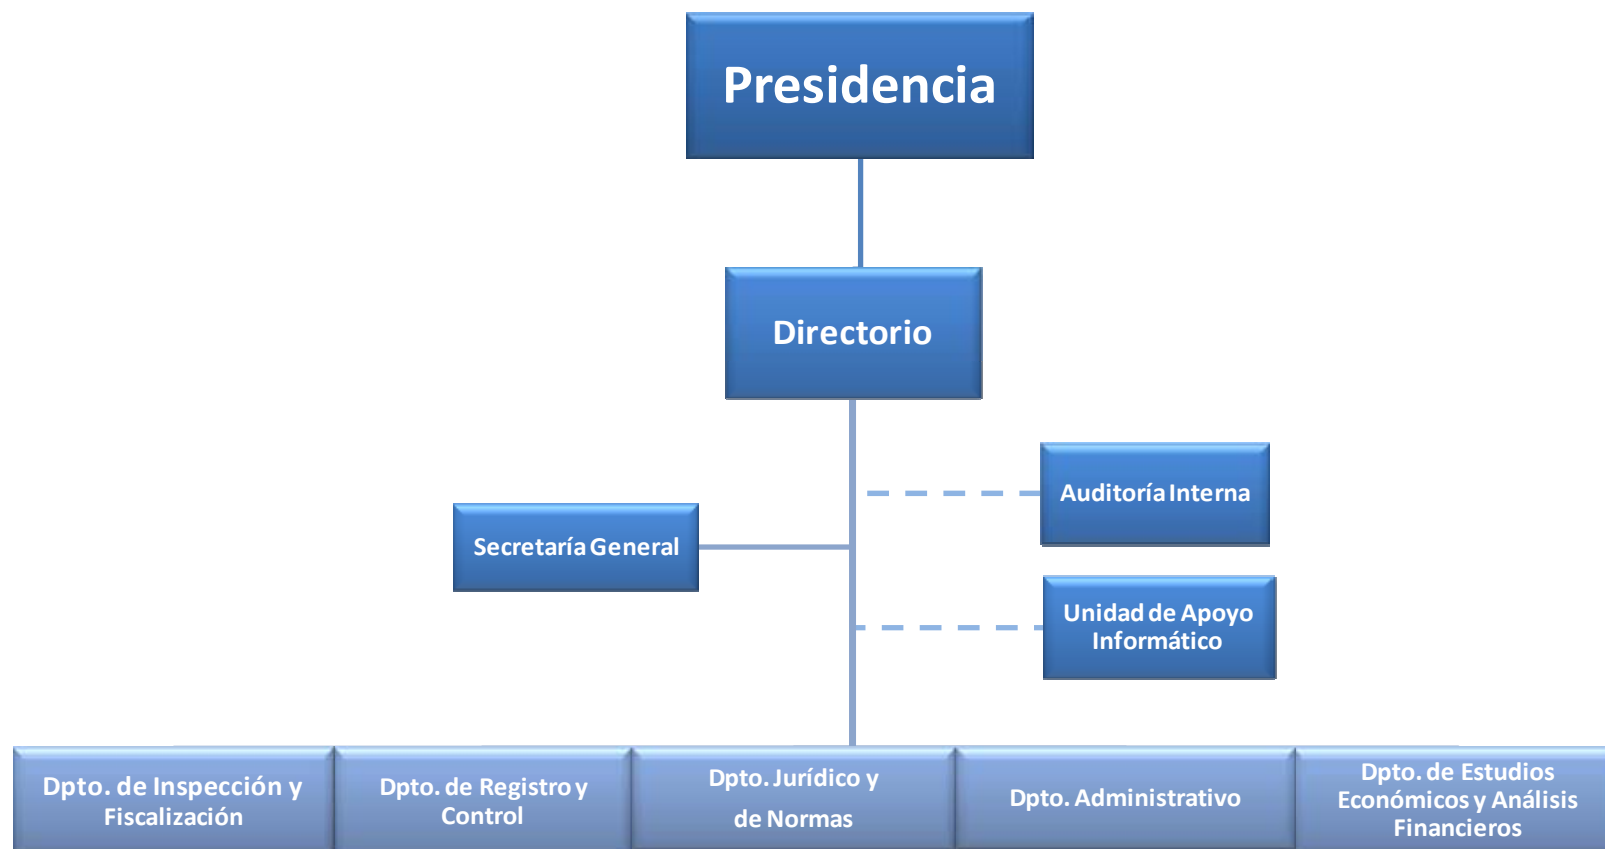 Presidencia
Directorio
Auditoría Interna
Secretaría General
Unidad de Apoyo
Informático
Dpto. de Inspección y
Fiscalización
Dpto. de Registro y
Control
Dpto. Jurídico y
de Normas
Dpto. Administrativo
Dpto. de Estudios
Económicos y Análisis
Financieros